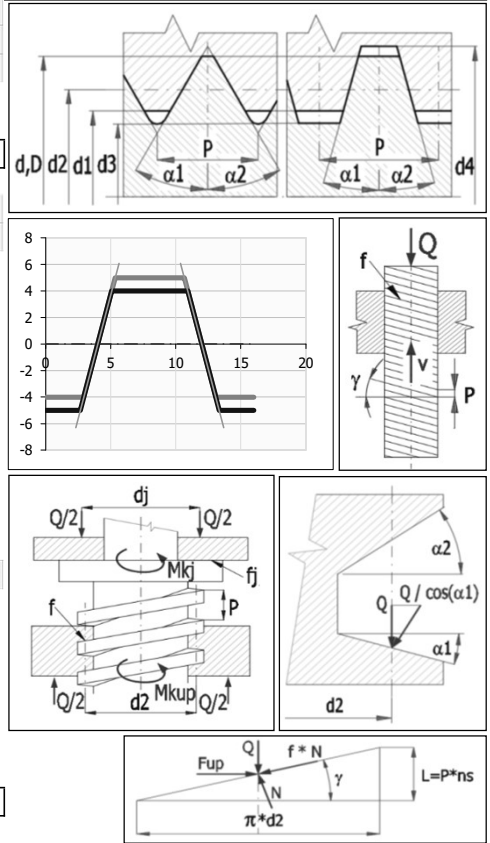 P
P
d,D d2 d1 d3
α1 α2
α1 α2
d4
8
6
4
2
0
-2
-4
-6
-8
0 5 10 15 20
Q
f
v
γ
P
dj
Q/2 Q/2
Mkj
fj
f
P
Q/2
Mkup
Q/2
d2
α2
Q Q / cos(α1)
α1
d2
Q
f * N
Fup
γ
L=P*ns
N
π*d2